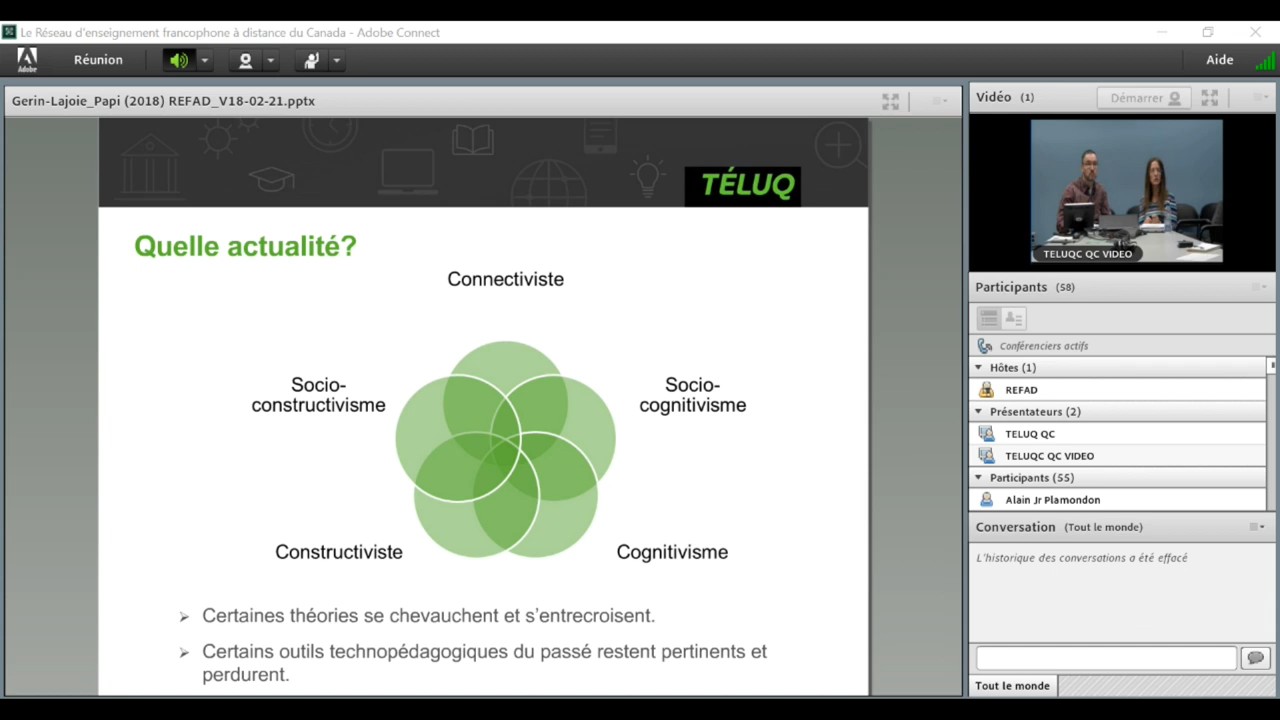 Le Réseau d'enseignement francophone à distance du Canada - Adobe Connect
Adobe
Réunion
Aide
Gerin-Lajoie_Papi (2018) REFAD_V18-02-21.pptx
TÉLUQ
Quelle actualité?
Connectiviste
Socio-
constructivisme
Socio-
cognitivisme
Constructiviste
Cognitivisme
Certaines théories se chevauchent et s'entrecroisent.
Certains outils technopédagogiques du passé restent pertinents et
perdurent.
Vidéo (1)
Démarrer
TELUQC QC VIDEO
Participants (58)
Conférenciers actifs
Hôtes (1)
REFAD
Présentateurs (2)
TELUQ QC
TELUQC QC VIDEO
Participants (55)
Alain Jr Plamondon
Conversation (Tout le monde)
L'historique des conversations a été effacé
Tout le monde